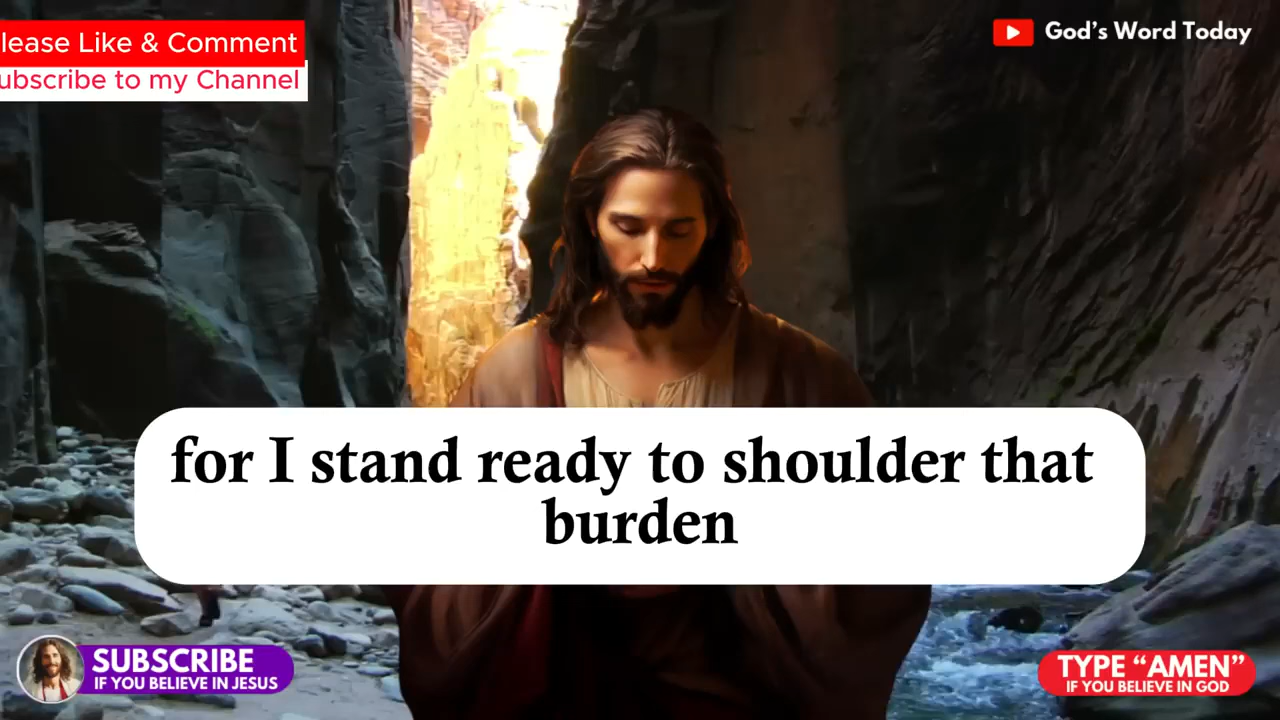 lease Like & Comment
ubscribe to my Channel
God's Word Today
for I stand ready to shoulder that
burden
SUBSCRIBE
IF YOU BELIEVE IN JESUS
TYPE “AMEN”
IF YOU BELIEVE IN GOD